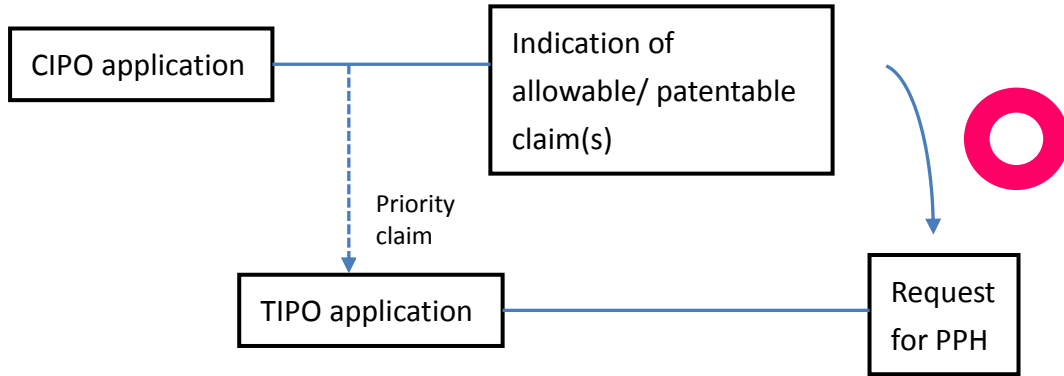 CIPO application
Indication of
allowable/ patentable
claim(s)
Priority
claim
TIPO application
Request
for PPH